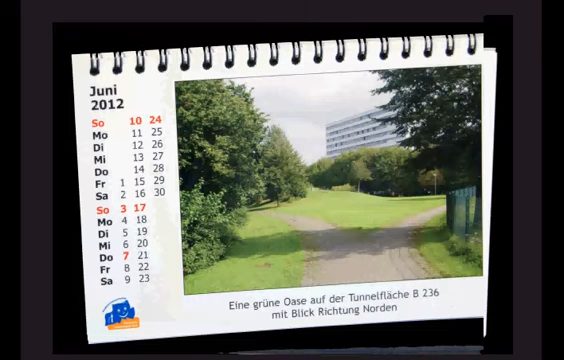 Juni
2012
So 10 24
Mo 11 25
Di 12 26
Mi 13 27
Do 14 28
Fr 1 15 29
Sa 2 16 30
So 3 17
Mo 4 18
Di 5 19
Mi 6 20
Do 7 21
Fr 8 22
Sa 9 23
Eine grüne Oase auf der Tunnelfläche B 236
mit Blick Richtung Norden